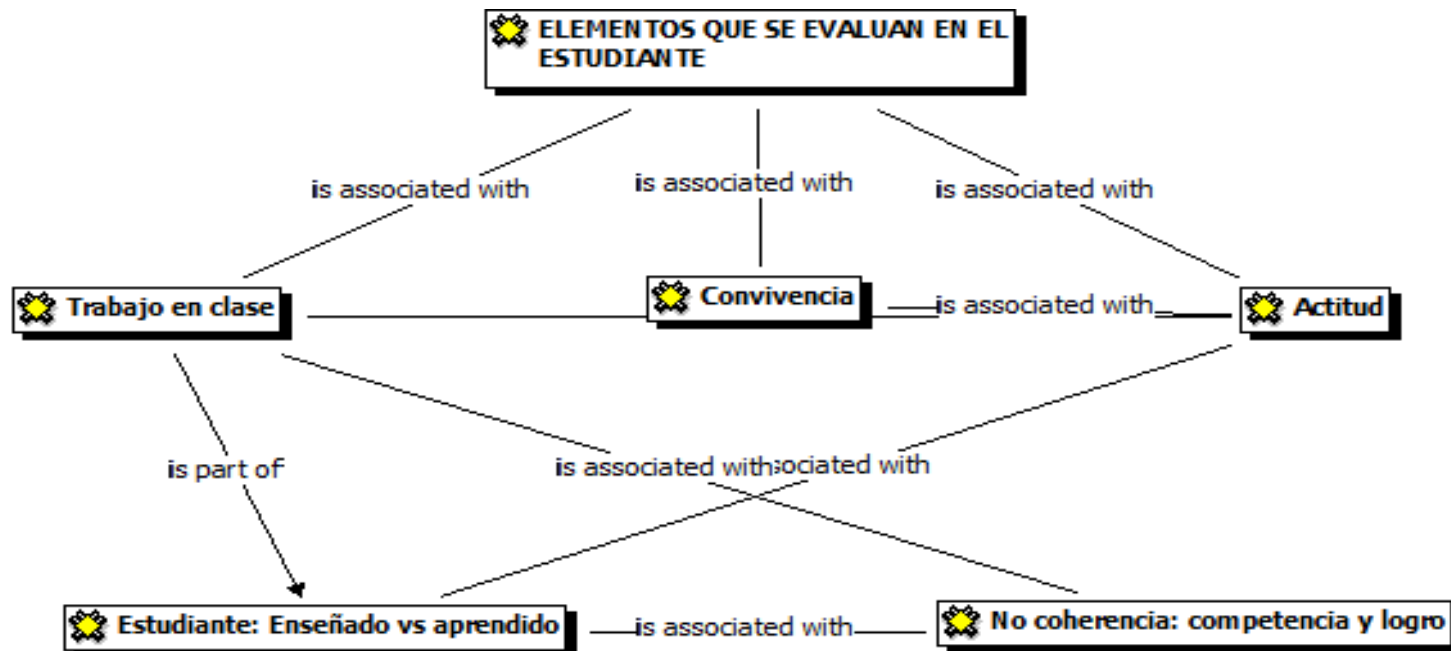 ELEMENTOS QUE SE EVALUAN EN EL
ESTUDIANTE
is associated with
is associated with
is associated with
Trabajo en clase
Convivencia
is associated with
Actitud
is part of
is associated with
sociated with
Estudiante: Enseñado vs aprendido
is associated with
No coherencia: competencia y logro